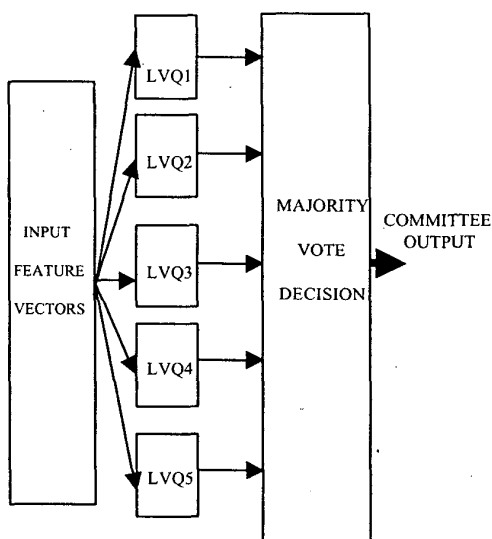 INPUT
FEATURE
VECTORS
LVQ1
LVQ2
LVQ3
LVQ4
LVQ5
MAJORITY
VOTE
DECISION
COMMITTEE
OUTPUT